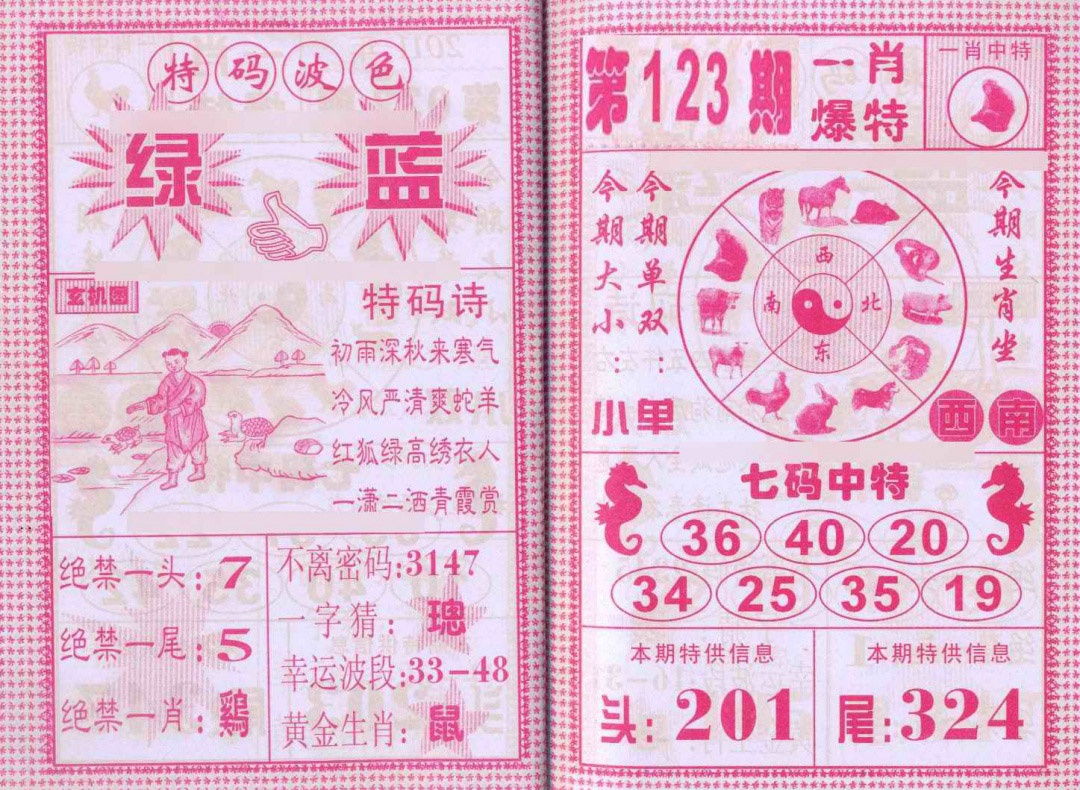 特码波色
绿 蓝
玄机图
特码诗
初雨深秋来寒气
冷风严清爽蛇羊
红狐绿高绣衣人
一潇二洒青霞赏
绝禁一头:7
绝禁一尾:5
绝禁一肖:鷄
不离密码:3147
一字猜:璁
幸运波段:33-48
黄金生肖:鼠
第123期
一肖
爆特
一肖中特
今期大小:小
今期单双:单
西
南 北
东
今期生肖坐
西南
七码中特
36 40 20
34 25 35 19
本期特供信息
头:201
本期特供信息
尾:324